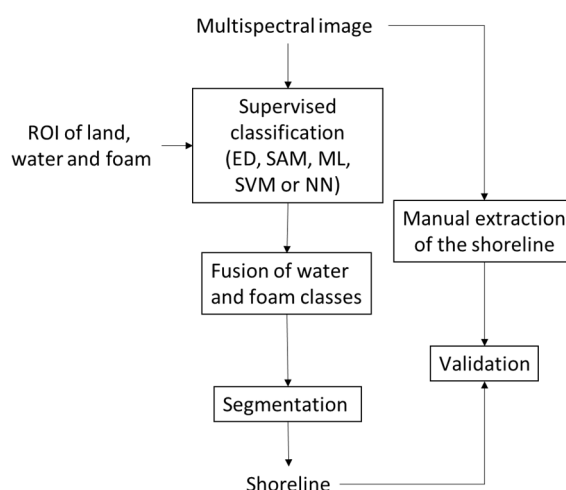 Multispectral image
Supervised
classification
(ED, SAM, ML,
SVM or NN)
ROI of land,
water and foam
Manual extraction
of the shoreline
Fusion of water
and foam classes
Validation
Segmentation
Shoreline